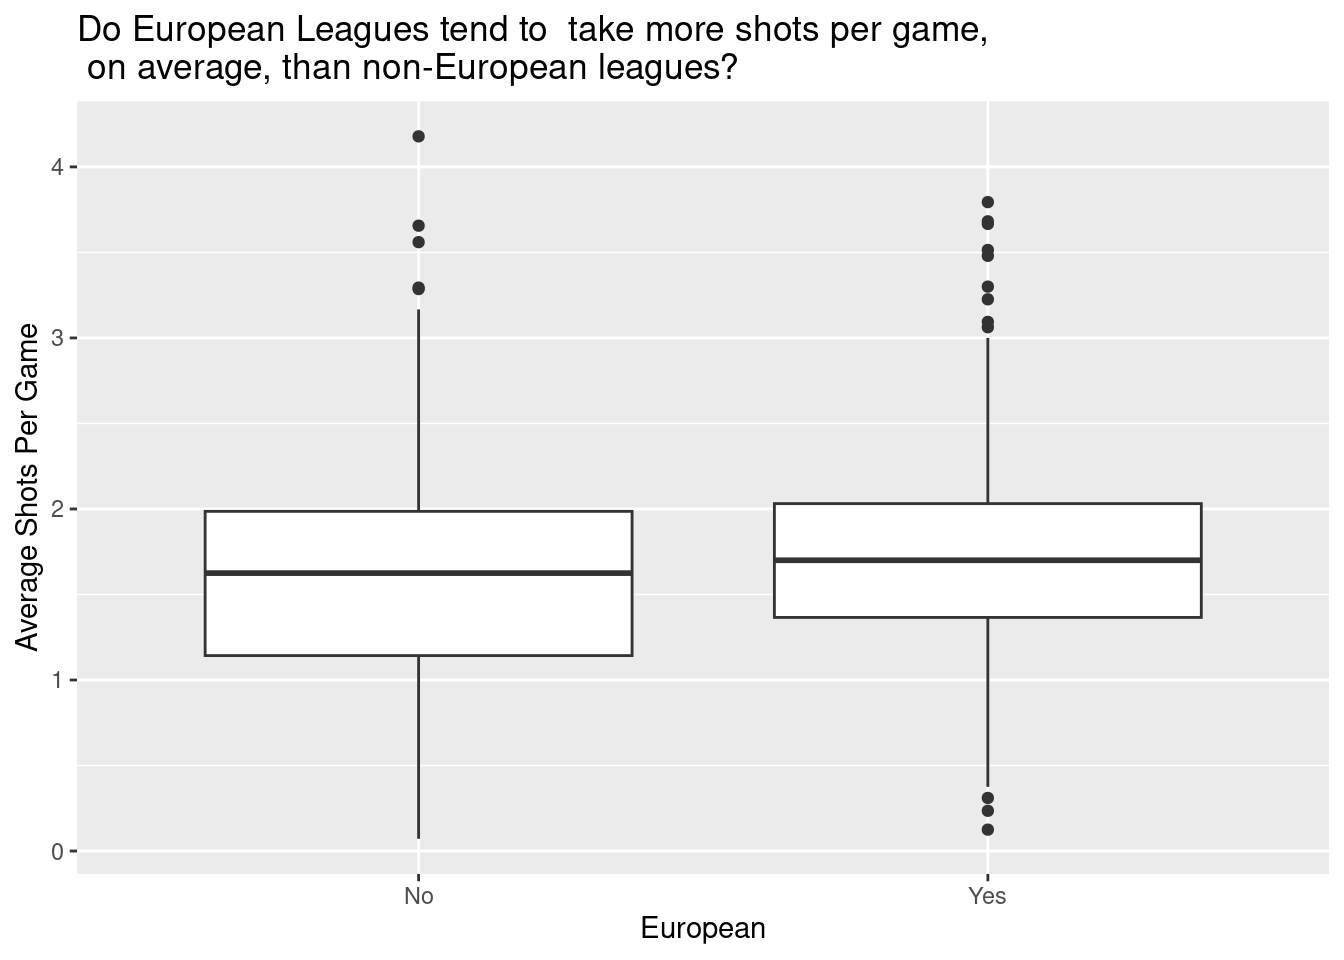 Do European Leagues tend to  take more shots per game,
on average, than non-European leagues?
4
3
2
1
0
Average Shots Per Game
No
Yes
European